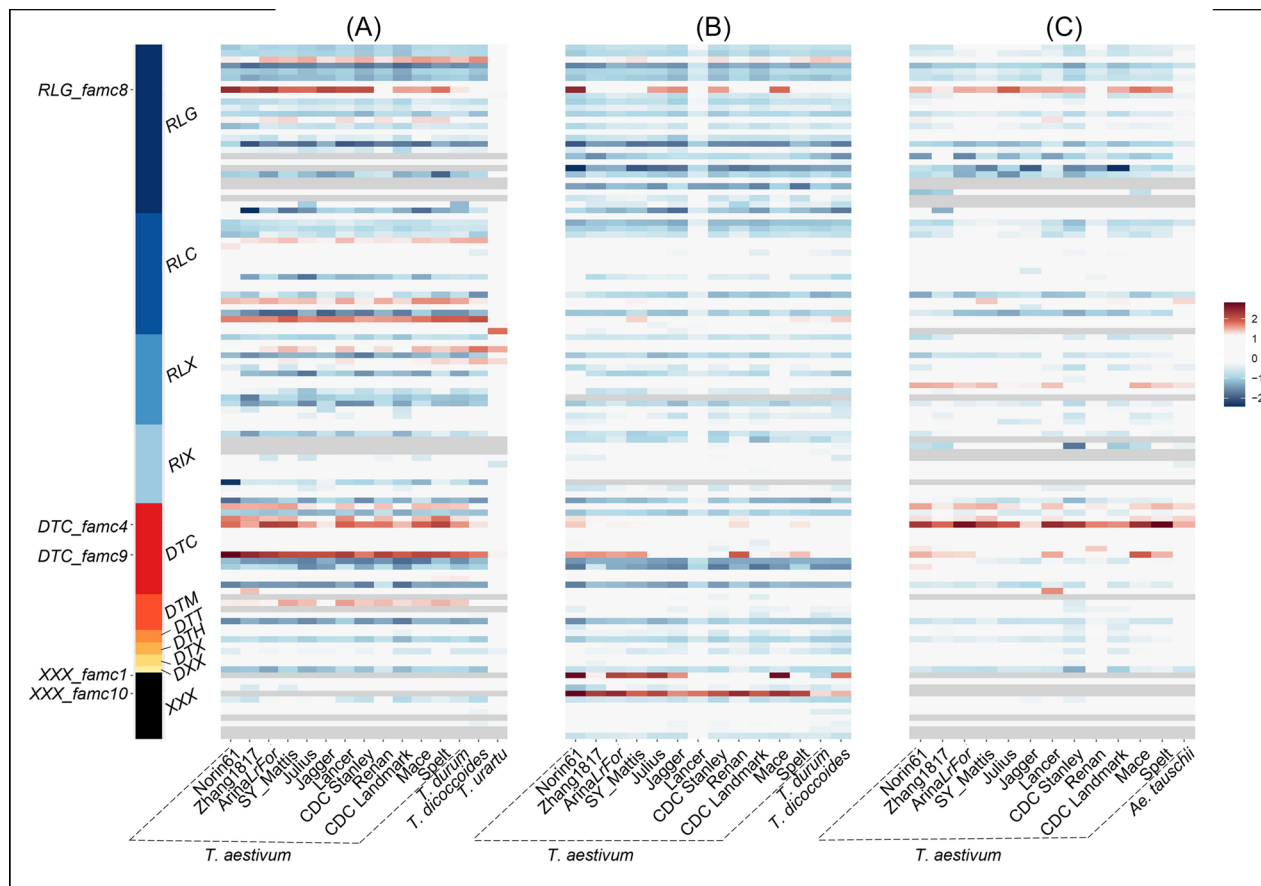 (A) (B) (C)
RLG_famc8
RLG
RLC
RLX
RIX
DTC_famc4
DTC
DTC_famc9
DTM
DTT
DTH
DTX
DXX
XXX_famc1
XXX_famc10
XXX
2
1
1
−1
−2
Norin61
Zhang1817
ArinaLrFor
SY_Mattis
Julius
Jagger
Lancer
CDC Stanley
Renan
CDC Landmark
Mace
Spelt
T. durum
T. dicoccoides
T. urartu
T. aestivum
Norin61
Zhang1817
ArinaLrFor
SY_Mattis
Julius
Jagger
Lancer
CDC Stanley
Renan
CDC Landmark
Mace
Spelt
T. durum
T. dicoccoides
T. aestivum
Norin61
Zhang1817
ArinaLrFor
SY_Mattis
Julius
Jagger
Lancer
CDC Stanley
Renan
CDC Landmark
Mace
Spelt
Ae. tauschii
T. aestivum